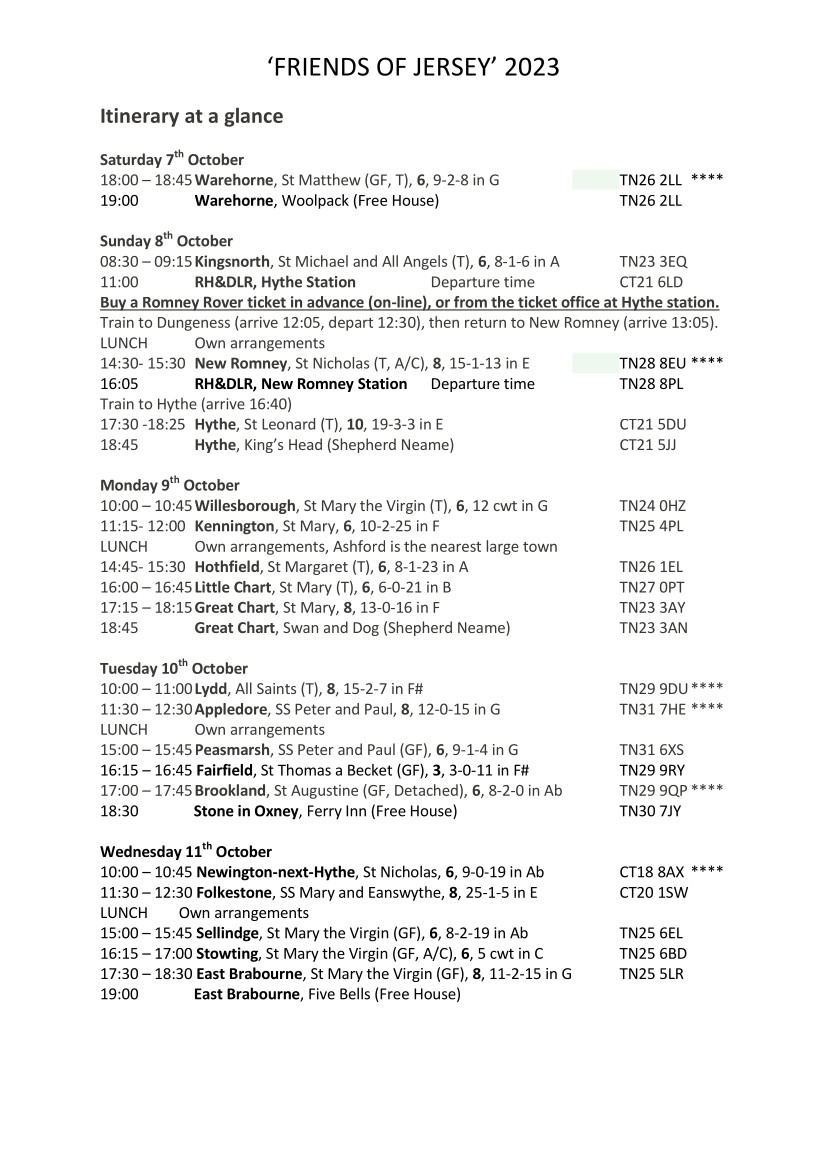 ‘FRIENDS OF JERSEY’ 2023
Itinerary at a glance
Saturday 7th October
18:00 – 18:45 Warehorne, St Matthew (GF, T), 6, 9-2-8 in G TN26 2LL ****
19:00 Warehorne, Woolpack (Free House) TN26 2LL
Sunday 8th October
08:30 – 09:15 Kingsnorth, St Michael and All Angels (T), 6, 8-1-6 in A TN23 3EQ
11:00 RH&DLR, Hythe Station Departure time CT21 6LD
Buy a Romney Rover ticket in advance (on-line), or from the ticket office at Hythe station.
Train to Dungeness (arrive 12:05, depart 12:30), then return to New Romney (arrive 13:05).
LUNCH Own arrangements
14:30- 15:30 New Romney, St Nicholas (T, A/C), 8, 15-1-13 in E TN28 8EU ****
16:05 RH&DLR, New Romney Station Departure time TN28 8PL
Train to Hythe (arrive 16:40)
17:30 -18:25 Hythe, St Leonard (T), 10, 19-3-3 in E CT21 5DU
18:45 Hythe, King’s Head (Shepherd Neame) CT21 5JJ
Monday 9th October
10:00 – 10:45 Willesborough, St Mary the Virgin (T), 6, 12 cwt in G TN24 0HZ
11:15- 12:00 Kennington, St Mary, 6, 10-2-25 in F TN25 4PL
LUNCH Own arrangements, Ashford is the nearest large town
14:45- 15:30 Hothfield, St Margaret (T), 6, 8-1-23 in A TN26 1EL
16:00 – 16:45 Little Chart, St Mary (T), 6, 6-0-21 in B TN27 0PT
17:15 – 18:15 Great Chart, St Mary, 8, 13-0-16 in F TN23 3AY
18:45 Great Chart, Swan and Dog (Shepherd Neame) TN23 3AN
Tuesday 10th October
10:00 – 11:00 Lydd, All Saints (T), 8, 15-2-7 in F# TN29 9DU ****
11:30 – 12:30 Appledore, SS Peter and Paul, 8, 12-0-15 in G TN31 7HE ****
LUNCH Own arrangements
15:00 – 15:45 Peasmarsh, SS Peter and Paul (GF), 6, 9-1-4 in G TN31 6XS
16:15 – 16:45 Fairfield, St Thomas a Becket (GF), 3, 3-0-11 in F# TN29 9RY
17:00 – 17:45 Brookland, St Augustine (GF, Detached), 6, 8-2-0 in Ab TN29 9QP ****
18:30 Stone in Oxney, Ferry Inn (Free House) TN30 7JY
Wednesday 11th October
10:00 – 10:45 Newington-next-Hythe, St Nicholas, 6, 9-0-19 in Ab CT18 8AX ****
11:30 – 12:30 Folkestone, SS Mary and Eanswythe, 8, 25-1-5 in E CT20 1SW
LUNCH Own arrangements
15:00 – 15:45 Sellindge, St Mary the Virgin (GF), 6, 8-2-19 in Ab TN25 6EL
16:15 – 17:00 Stowting, St Mary the Virgin (GF, A/C), 6, 5 cwt in C TN25 6BD
17:30 – 18:30 East Brabourne, St Mary the Virgin (GF), 8, 11-2-15 in G TN25 5LR
19:00 East Brabourne, Five Bells (Free House)